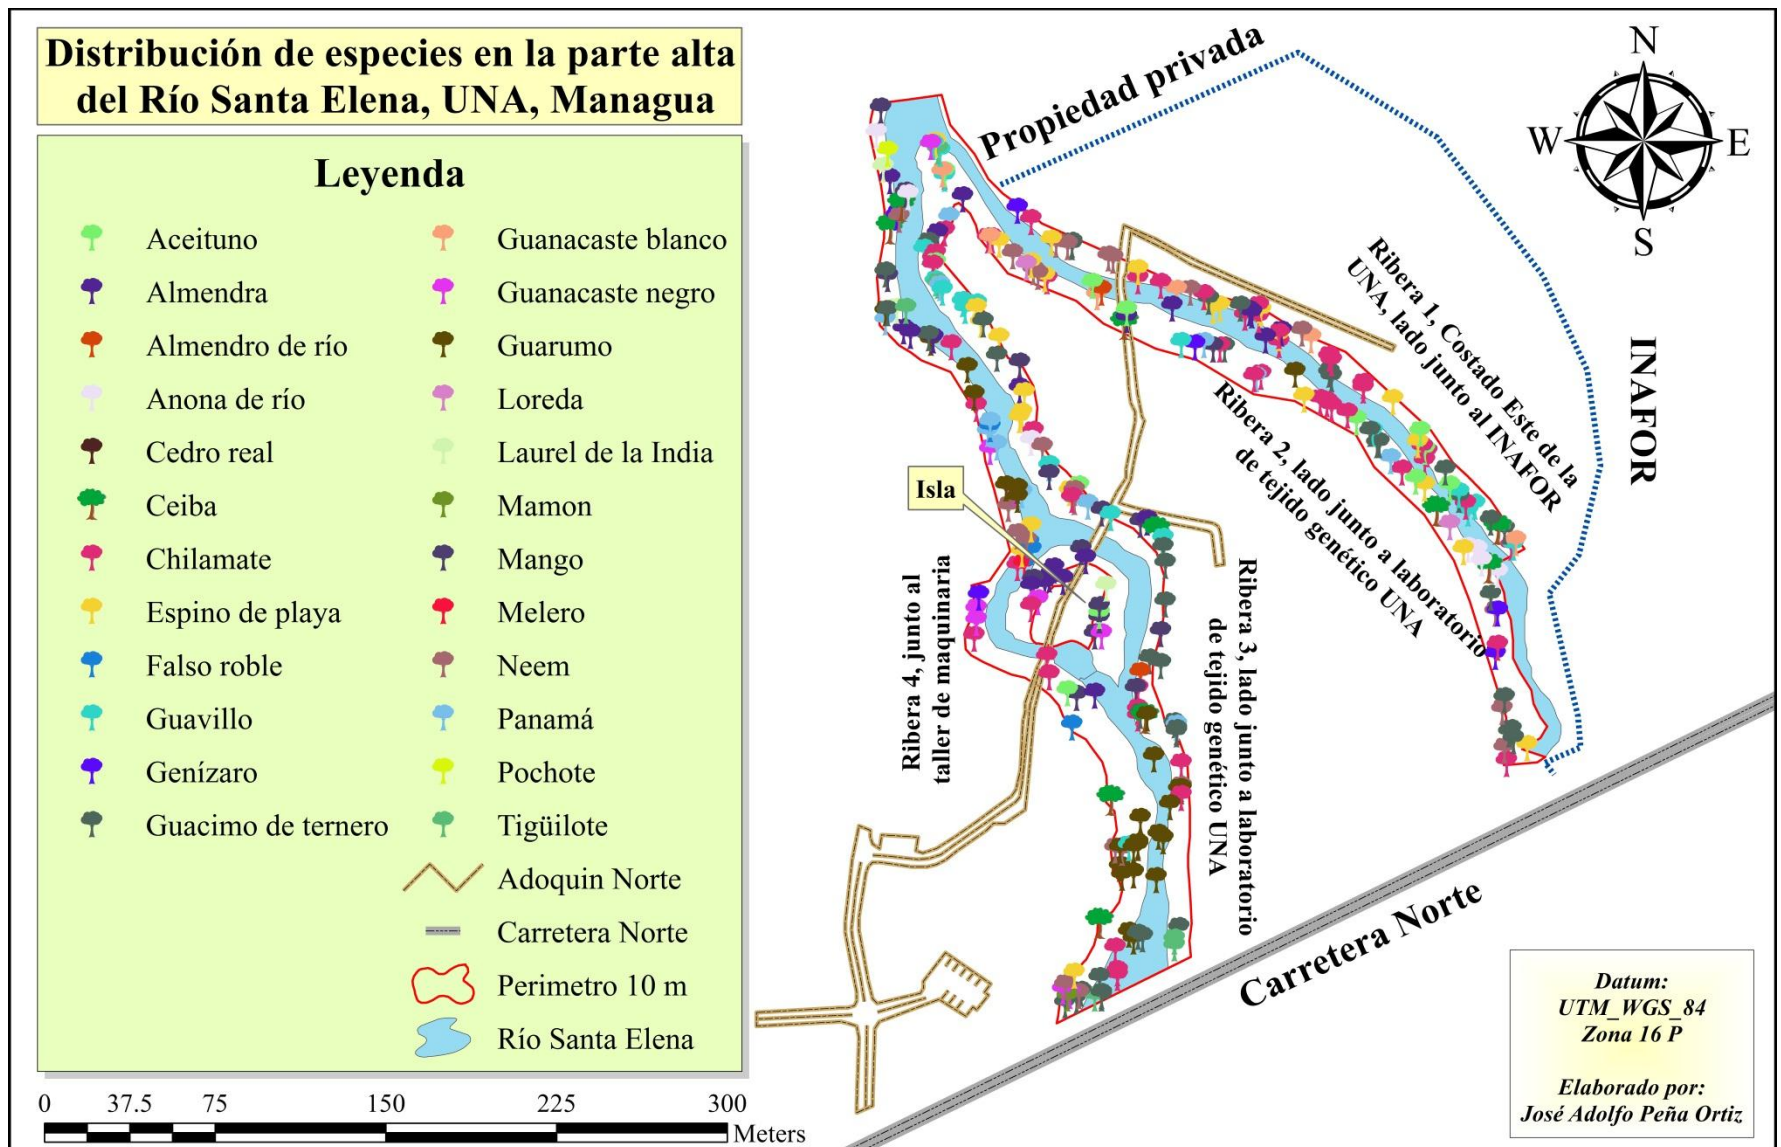 Distribución de especies en la parte alta
del Río Santa Elena, UNA, Managua
Leyenda
Aceituno
Almendra
Almendro de río
Anona de río
Cedro real
Ceiba
Chilamate
Espino de playa
Falso roble
Guavillo
Genízaro
Guacimo de ternero
Guanacaste blanco
Guanacaste negro
Guarumo
Loreda
Laurel de la India
Mamon
Mango
Melero
Neem
Panamá
Pochote
Tigüilote
Adoquin Norte
Carretera Norte
Perimetro 10 m
Río Santa Elena
0 37.5 75 150 225 300
Meters
Propiedad privada
N
W E
S
Ribera 1, Costado Este de la
UNA, lado junto al INAFOR
INAFOR
Ribera 2, lado junto a laboratorio
de tejido genético UNA
Isla
Ribera 3, lado junto a laboratorio
de tejido genético UNA
Ribera 4, junto al
taller de maquinaria
Carretera Norte
Datum:
UTM_WGS_84
Zona 16 P
Elaborado por:
José Adolfo Peña Ortiz